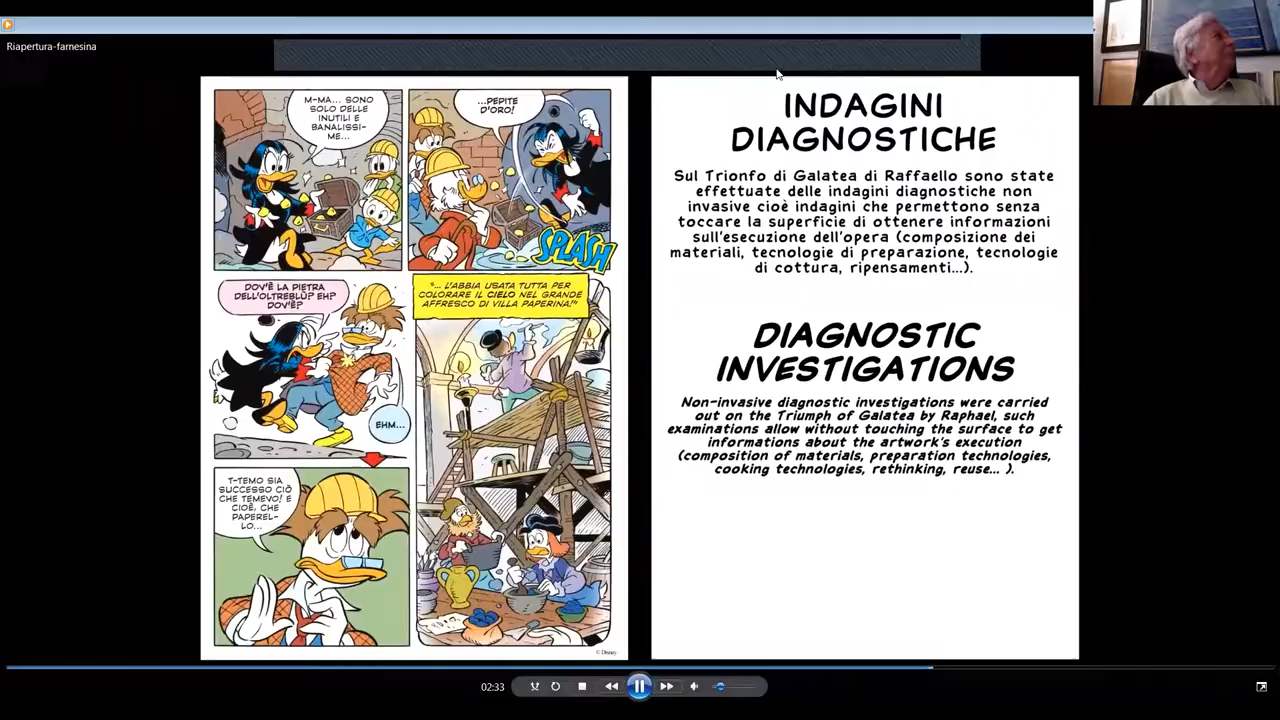 Riapertura-farnesina
M-MA... SONO
SOLO DELLE
INUTILI E
BANALISSI-
ME...
...PEPITE
D'ORO!
SPLASH
DOV'È LA PIETRA
DELL'OLTREBLÙ? EH?
DOV'È?
EHM...
"... L'ABBIA USATA TUTTA PER
COLORARE IL CIELO NEL GRANDE
AFFRESCO DI VILLA PAPERINA!"
T-TEMO SIA
SUCCESSO CIÒ
CHE TEMEVO! E
CIOÈ, CHE
PAPEREL-
LO...
© Disney
INDAGINI
DIAGNOSTICHE
Sul Trionfo di Galatea di Raffaello sono state
effettuate delle indagini diagnostiche non
invasive cioè indagini che permettono senza
toccare la superficie di ottenere informazioni
sull'esecuzione dell'opera (composizione dei
materiali, tecnologie di preparazione, tecnologie
di cottura, ripensamenti...).
DIAGNOSTIC
INVESTIGATIONS
Non-invasive diagnostic investigations were carried
out on the Triumph of Galatea by Raphael, such
examinations allow without touching the surface to get
informations about the artwork's execution
(composition of materials, preparation technologies,
cooking technologies, rethinking, reuse... ).
02:33